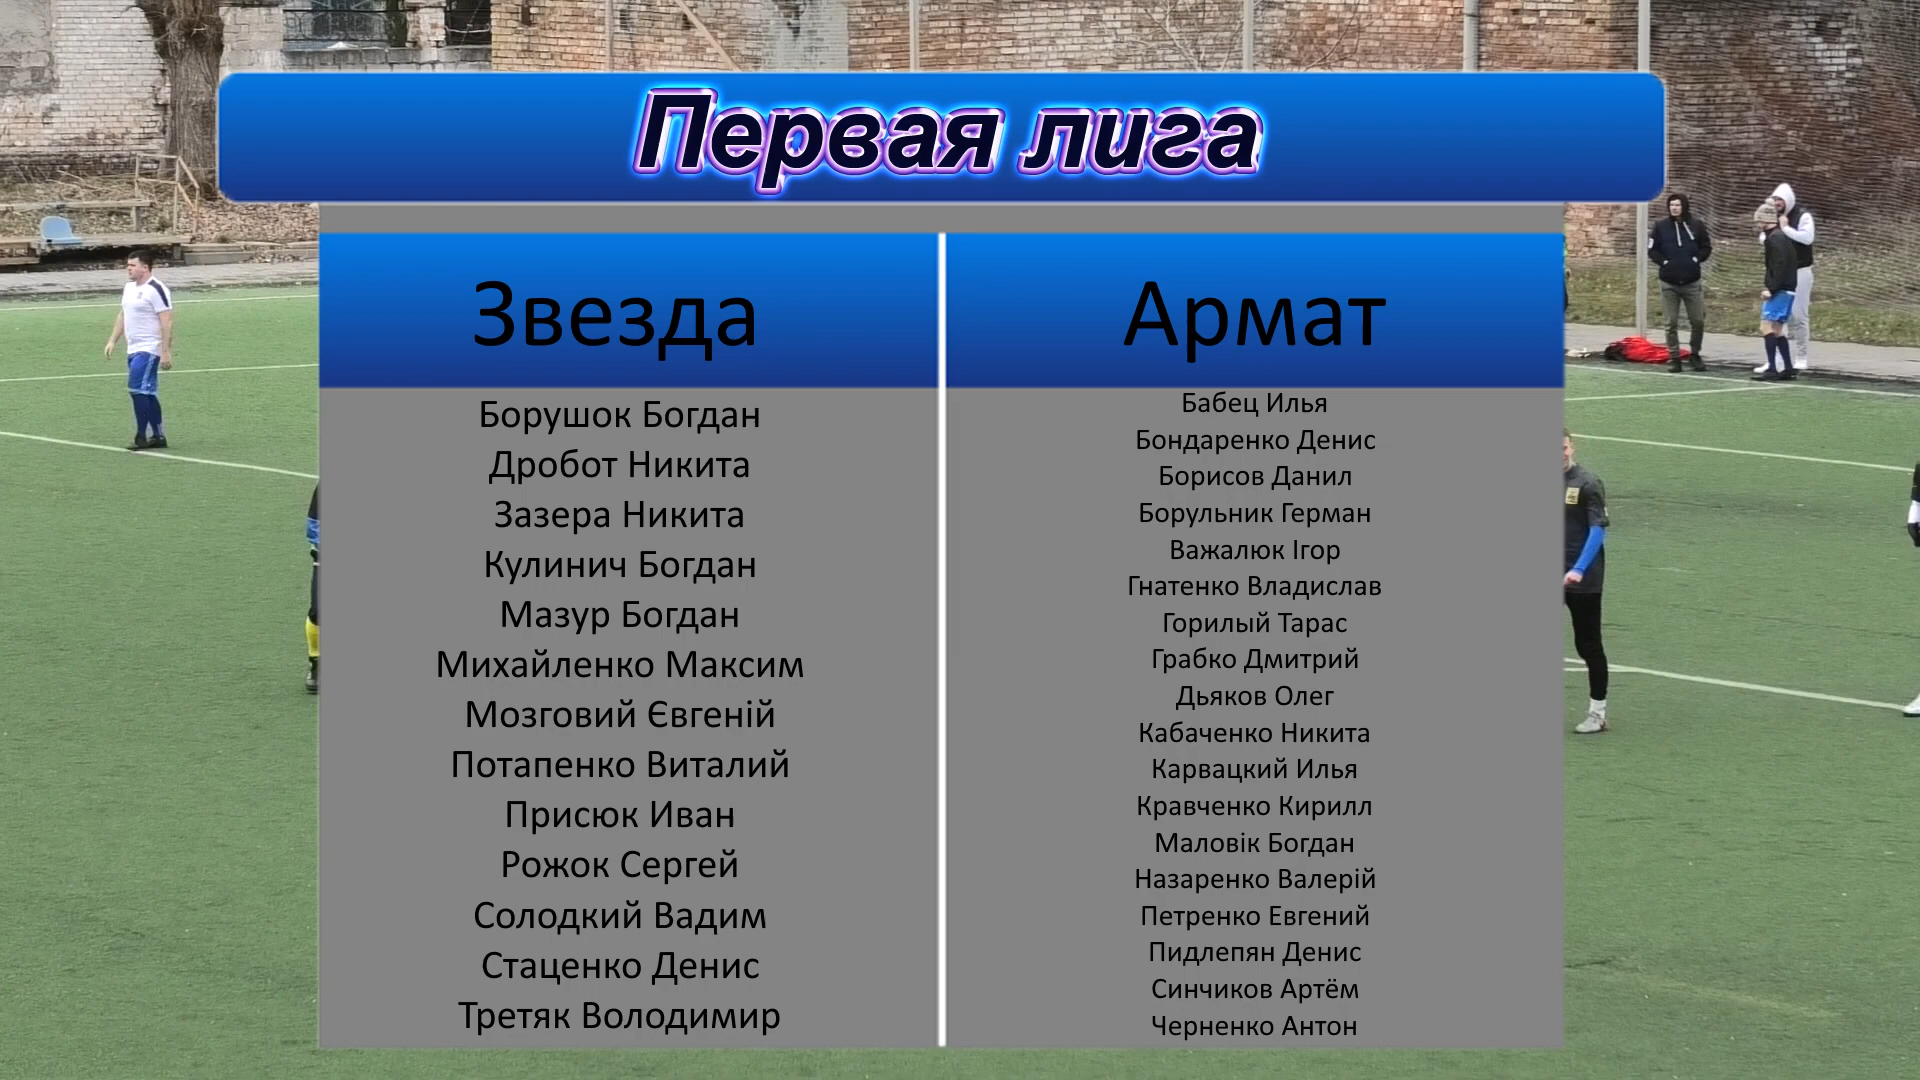 Первая лига
Звезда
Борушок Богдан
Дробот Никита
Зазера Никита
Кулинич Богдан
Мазур Богдан
Михайленко Максим
Мозговий Євгеній
Потапенко Виталий
Присюк Иван
Рожок Сергей
Солодкий Вадим
Стаценко Денис
Третяк Володимир
Армат
Бабец Илья
Бондаренко Денис
Борисов Данил
Борульник Герман
Важалюк Ігор
Гнатенко Владислав
Горилый Тарас
Грабко Дмитрий
Дьяков Олег
Кабаченко Никита
Карвацкий Илья
Кравченко Кирилл
Маловік Богдан
Назаренко Валерій
Петренко Евгений
Пидлепян Денис
Синчиков Артём
Черненко Антон